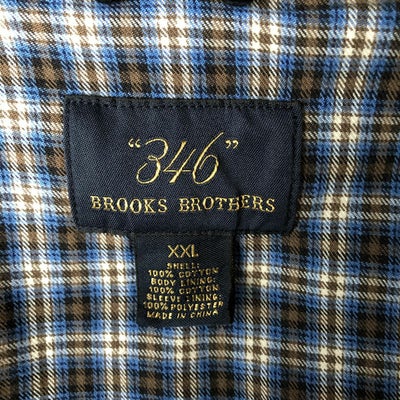 "346"
BROOKS BROTHERS
XXL
SHELL:
100% COTTON
BODY LINING:
100% COTTON
SLEEVE LINING:
100% POLYESTER
MADE IN CHINA